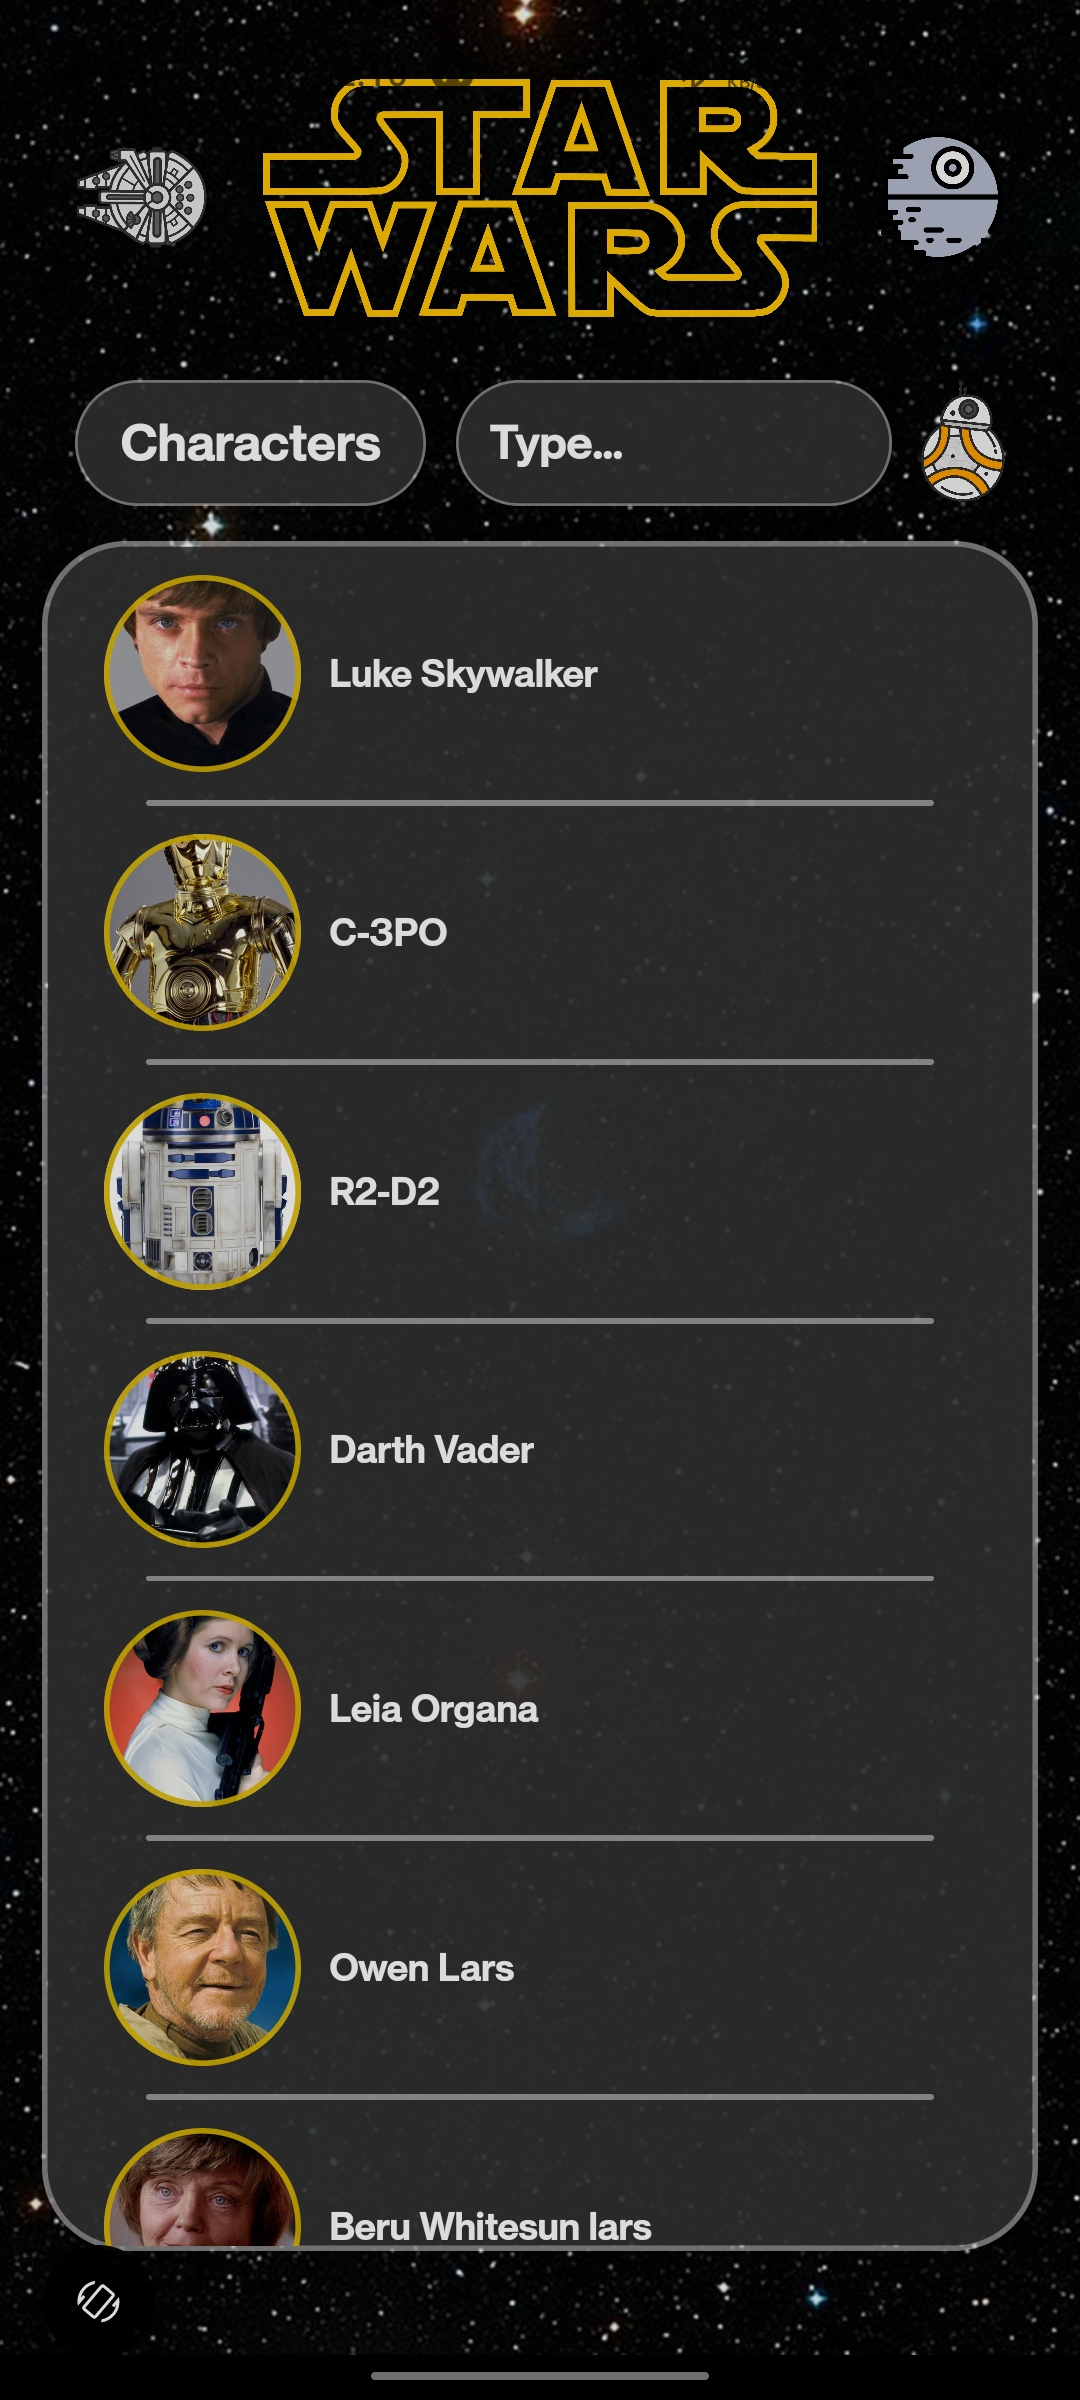 STAR
WARS
Characters
Type...
Luke Skywalker
C-3PO
R2-D2
Darth Vader
Leia Organa
Owen Lars
Beru Whitesun lars